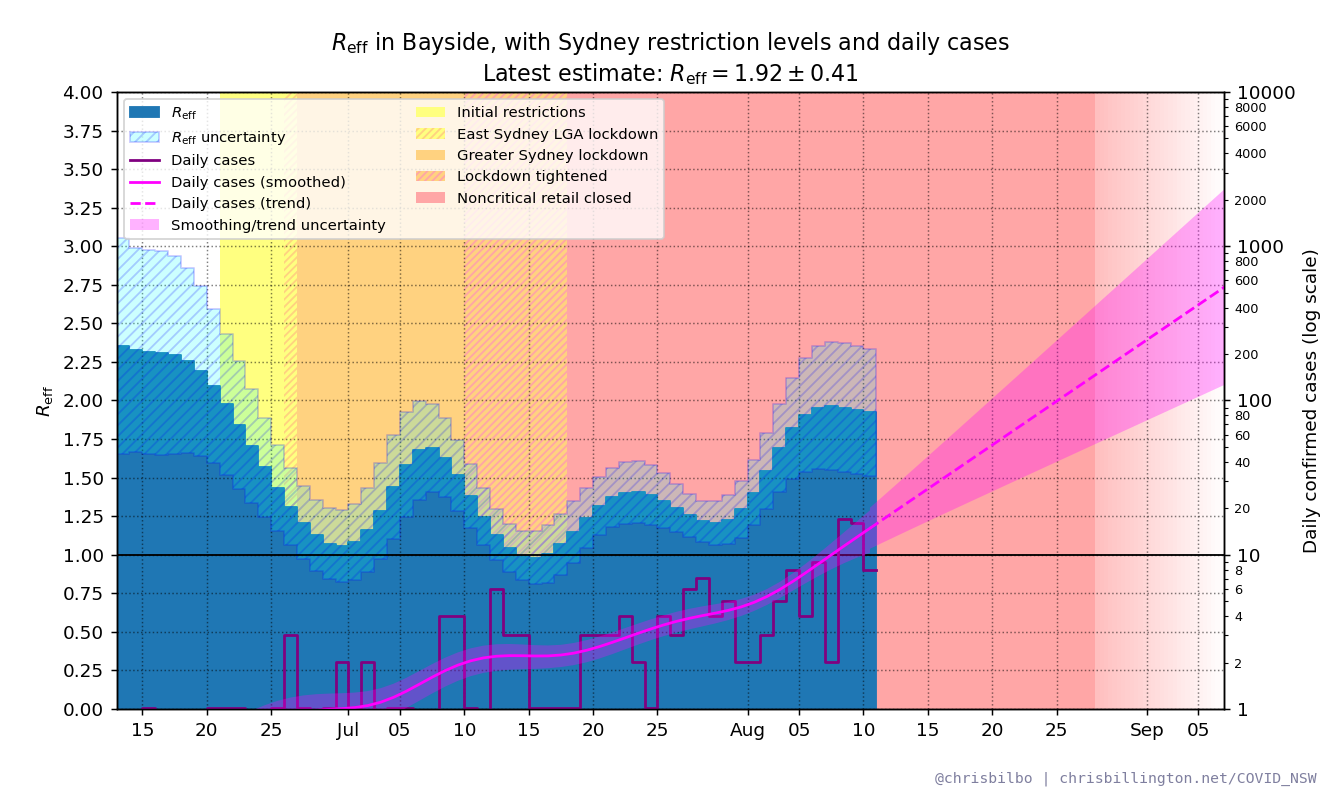 R_eff in Bayside, with Sydney restriction levels and daily cases
Latest estimate: R_eff = 1.92 ± 0.41
R_eff
R_eff uncertainty
Daily cases
Daily cases (smoothed)
Daily cases (trend)
Smoothing/trend uncertainty
Initial restrictions
East Sydney LGA lockdown
Greater Sydney lockdown
Lockdown tightened
Noncritical retail closed
R_eff
4.00
3.75
3.50
3.25
3.00
2.75
2.50
2.25
2.00
1.75
1.50
1.25
1.00
0.75
0.50
0.25
0.00
10000
8000
6000
4000
2000
1000
800
600
400
200
100
80
60
40
20
10
8
6
4
2
1
Daily confirmed cases (log scale)
15 20 25 Jul 05 10 15 20 25 Aug 05 10 15 20 25 Sep 05
@chrisbilbo | chrisbillington.net/COVID_NSW